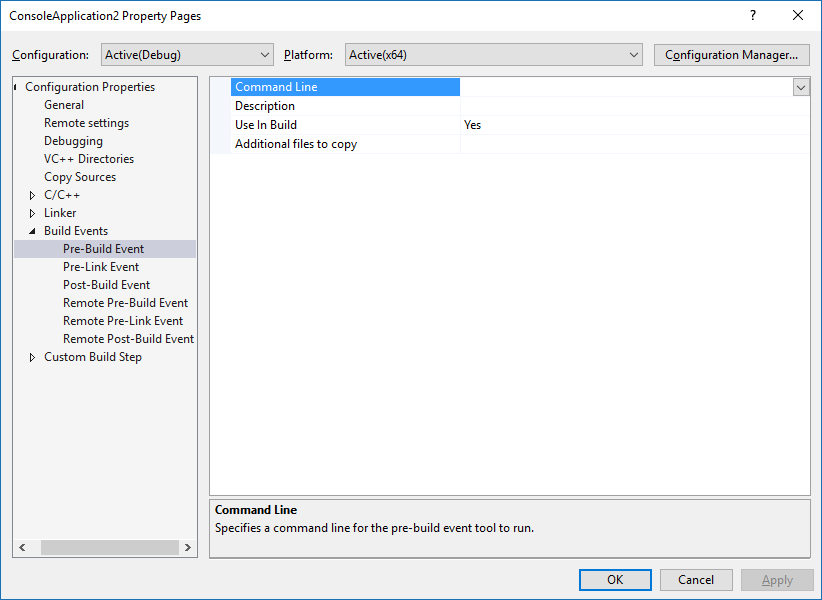 ConsoleApplication2 Property Pages
Configuration: Active(Debug) Platform: Active(x64) Configuration Manager...
Configuration Properties
General
Remote settings
Debugging
VC++ Directories
Copy Sources
C/C++
Linker
Build Events
Pre-Build Event
Pre-Link Event
Post-Build Event
Remote Pre-Build Event
Remote Pre-Link Event
Remote Post-Build Event
Custom Build Step
Command Line
Description
Use In Build Yes
Additional files to copy
Command Line
Specifies a command line for the pre-build event tool to run.
OK Cancel Apply